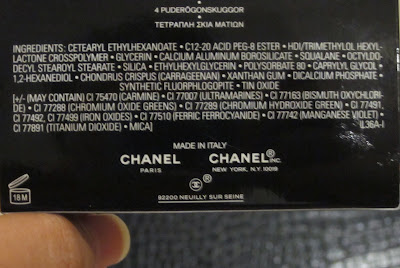 4 PUDERÖGONSKUGGOR
ΤΕΤΡΑΠΛΗ ΣΚΙΑ ΜΑΤΙΩΝ
INGREDIENTS: CETEARYL ETHYLHEXANOATE • C12-20 ACID PEG-8 ESTER • HDI/TRIMETHYLOL HEXYL-
LACTONE CROSSPOLYMER • GLYCERIN • CALCIUM ALUMINUM BOROSILICATE • SQUALANE • OCTYLDO-
DECYL STEAROYL STEARATE • SILICA • ETHYLHEXYLGLYCERIN • POLYSORBATE 80 • CAPRYLYL GLYCOL •
1,2-HEXANEDIOL • CHONDRUS CRISPUS (CARRAGEENAN) • XANTHAN GUM • DICALCIUM PHOSPHATE •
SYNTHETIC FLUORPHLOGOPITE • TIN OXIDE
[+/- (MAY CONTAIN) CI 75470 (CARMINE) • CI 77007 (ULTRAMARINES) • CI 77163 (BISMUTH OXYCHLORI-
DE) • CI 77288 (CHROMIUM OXIDE GREENS) • CI 77289 (CHROMIUM HYDROXIDE GREEN) • CI 77491,
CI 77492, CI 77499 (IRON OXIDES) • CI 77510 (FERRIC FERROCYANIDE) • CI 77742 (MANGANESE VIOLET) •
CI 77891 (TITANIUM DIOXIDE) • MICA] IL36A-I
MADE IN ITALY
CHANEL CHANEL® INC.
PARIS NEW YORK, N.Y. 10019
92200 NEUILLY SUR SEINE
18 M